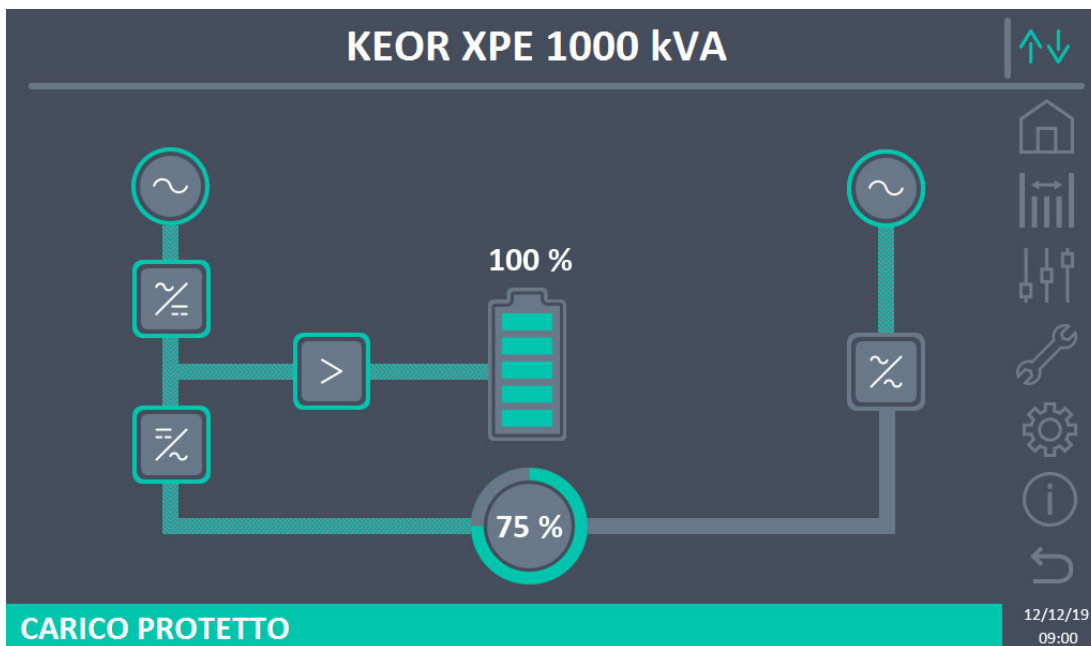 KEOR XPE 1000 kVA
100 %
75 %
CARICO PROTETTO
12/12/19
09:00